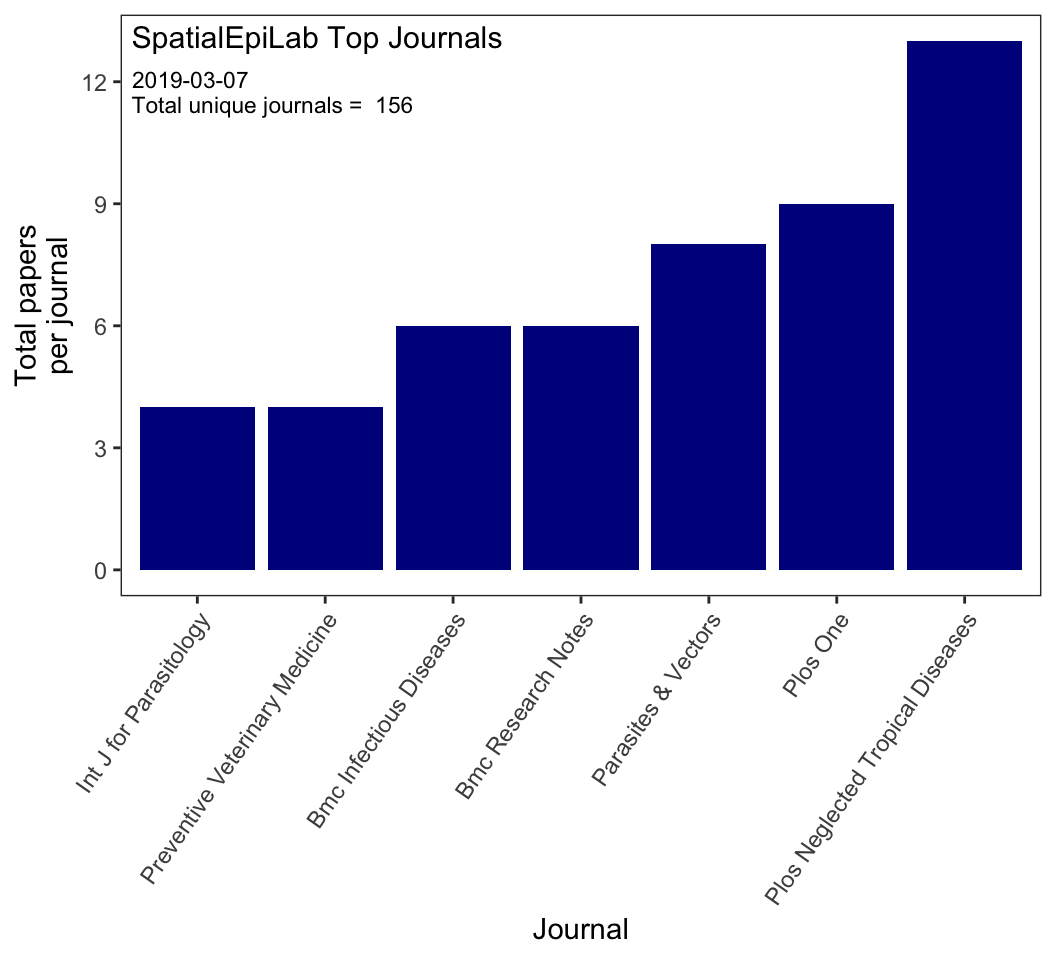 SpatialEpiLab Top Journals
2019-03-07
Total unique journals =  156
Total papers
per journal
12
9
6
3
0
Int J for Parasitology
Preventive Veterinary Medicine
Bmc Infectious Diseases
Bmc Research Notes
Parasites & Vectors
Plos One
Plos Neglected Tropical Diseases
Journal